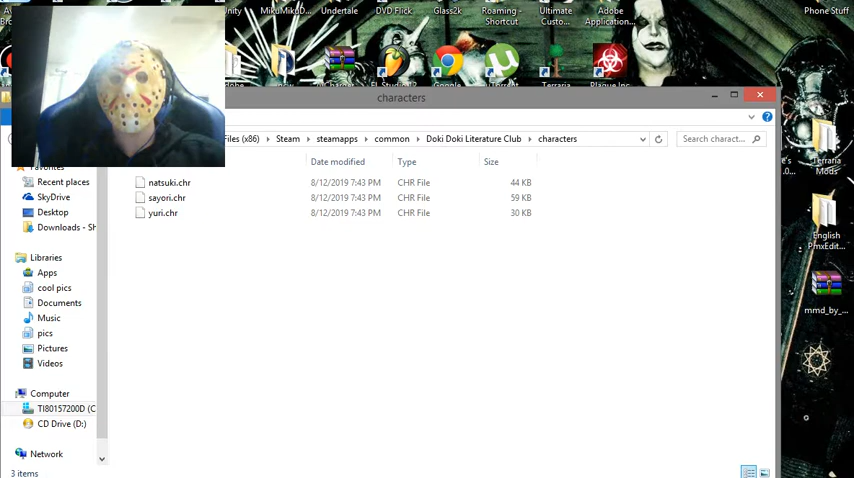 Unity
MikuMikuD...
Undertale
DVD Flick
Glass2k
Roaming -
Shortcut
Ultimate
Custo...
Adobe
Application...
Phone Stuff
Google
Terraria
characters
Files (x86) Steam steamapps common Doki Doki Literature Club characters
Search charact...
Date modified Type Size
Recent places
SkyDrive
Desktop
Downloads - Sh
natsuki.chr 8/12/2019 7:43 PM CHR File 44 KB
sayori.chr 8/12/2019 7:43 PM CHR File 59 KB
yuri.chr 8/12/2019 7:43 PM CHR File 30 KB
Libraries
Apps
cool pics
Documents
Music
pics
Pictures
Videos
Computer
TI80157200D (C
CD Drive (D:)
Network
3 items
Terraria
Mods
English
PmxEdit...
mmd_by_...